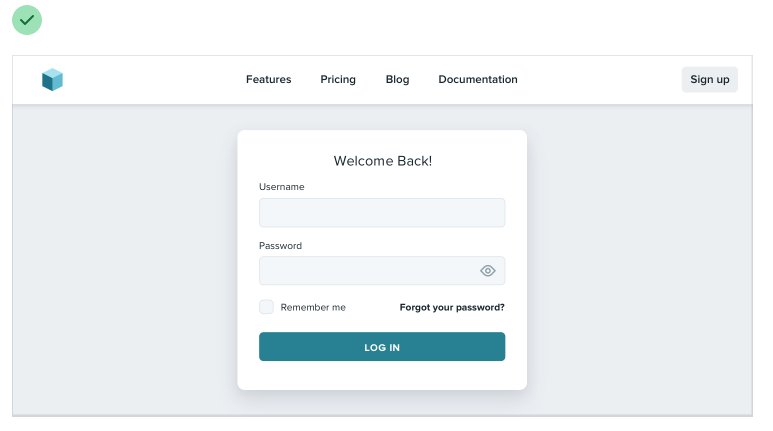 Features Pricing Blog Documentation Sign up
Welcome Back!
Username
Password
Remember me Forgot your password?
LOG IN